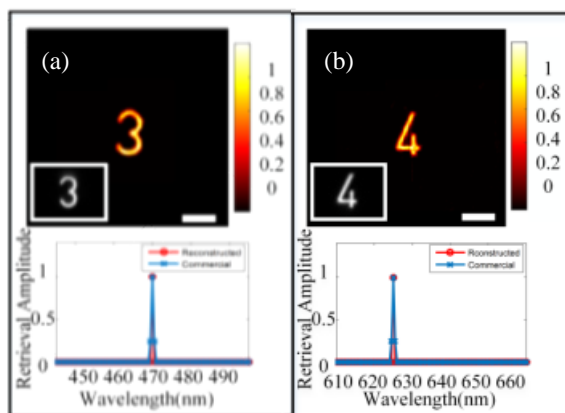 (a)
3
3
1
0.8
0.6
0.4
0.2
0
Retrieval Amplitude
1
0.5
0
Reconstructed
Commercial
450 460 470 480 490
Wavelength(nm)
(b)
4
4
1
0.8
0.6
0.4
0.2
0
Retrieval Amplitude
1
0.5
0
Roonstructed
Commercial
610 620 630 640 650 660
Wavelength(nm)